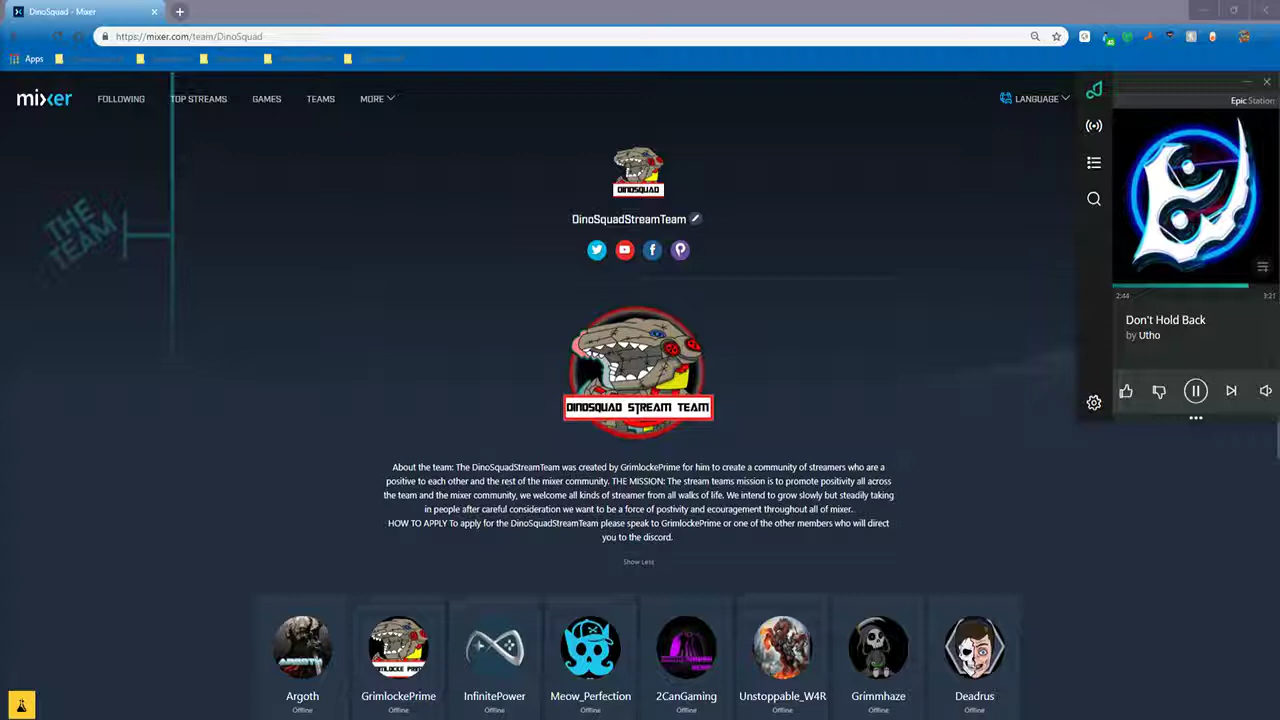 DinoSquad - Mixer
https://mixer.com/team/DinoSquad
Apps
mixer
FOLLOWING
TOP STREAMS
GAMES
TEAMS
MORE
LANGUAGE
Epic Station
THE
TEAM
DINOSQUAD
DinoSquadStreamTeam
2:44
3:21
Don't Hold Back
by Utho
DINOSQUAD STREAM TEAM
About the team: The DinoSquadStreamTeam was created by GrimlockePrime for him to create a community of streamers who are a
positive to each other and the rest of the mixer community. THE MISSION: The stream teams mission is to promote positivity all across
the team and the mixer community, we welcome all kinds of streamer from all walks of life. We intend to grow slowly but steadily taking
in people after careful consideration we want to be a force of postivity and ecouragement throughout all of mixer.
HOW TO APPLY To apply for the DinoSquadStreamTeam please speak to GrimlockePrime or one of the other members who will direct
you to the discord.
Show Less
ARGOTH
Argoth
GrimlockePrime
InfinitePower
Meow_Perfection
2CanGaming
Unstoppable_W4R
Grimmhaze
Deadrus
Offline
Offline
Offline
Offline
Offline
Offline
Offline
Offline